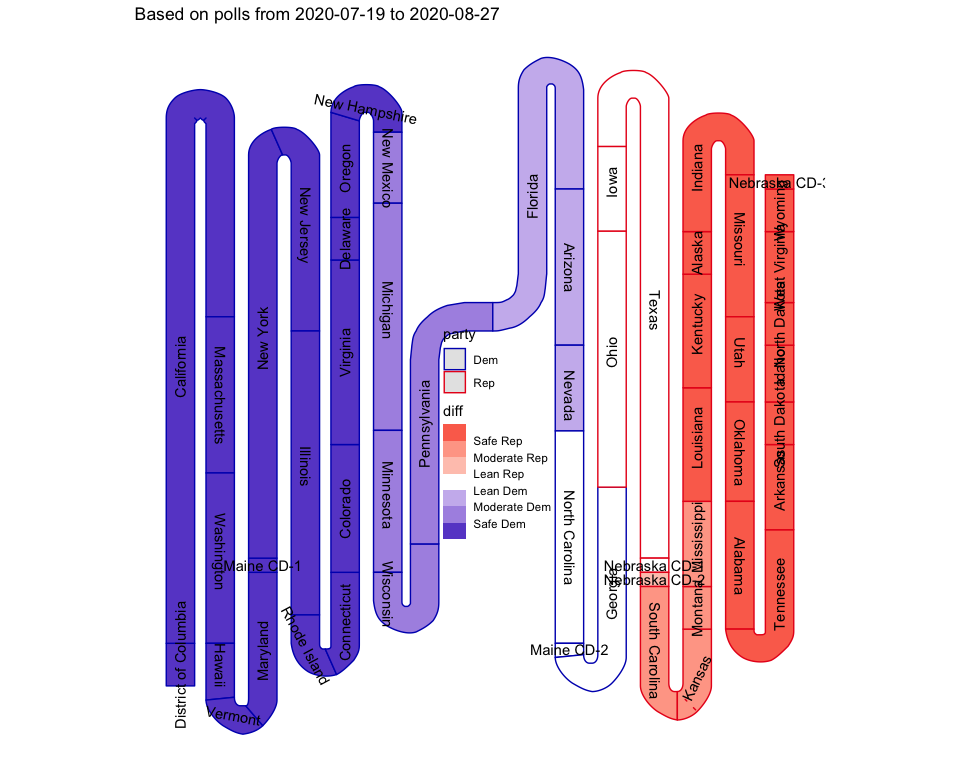 Based on polls from 2020-07-19 to 2020-08-27
District of Columbia
California
Massachusetts
Washington
Hawaii
Vermont
Maryland
Maine CD-1
New York
New Jersey
Illinois
Rhode Island
Connecticut
Colorado
Virginia
Delaware
Oregon
New Hampshire
New Mexico
Michigan
Minnesota
Wisconsin
Pennsylvania
Florida
Arizona
Nevada
North Carolina
Maine CD-2
Georgia
Ohio
Iowa
Texas
Nebraska CD-2
South Carolina
Kansas
Montana
Mississippi
Louisiana
Kentucky
Alaska
Indiana
Missouri
Utah
Oklahoma
Alabama
Tennessee
Arkansas
South Dakota
Idaho
North Dakota
West Virginia
Wyoming
Nebraska CD-
party
Dem
Rep
diff
Safe Rep
Moderate Rep
Lean Rep
Lean Dem
Moderate Dem
Safe Dem